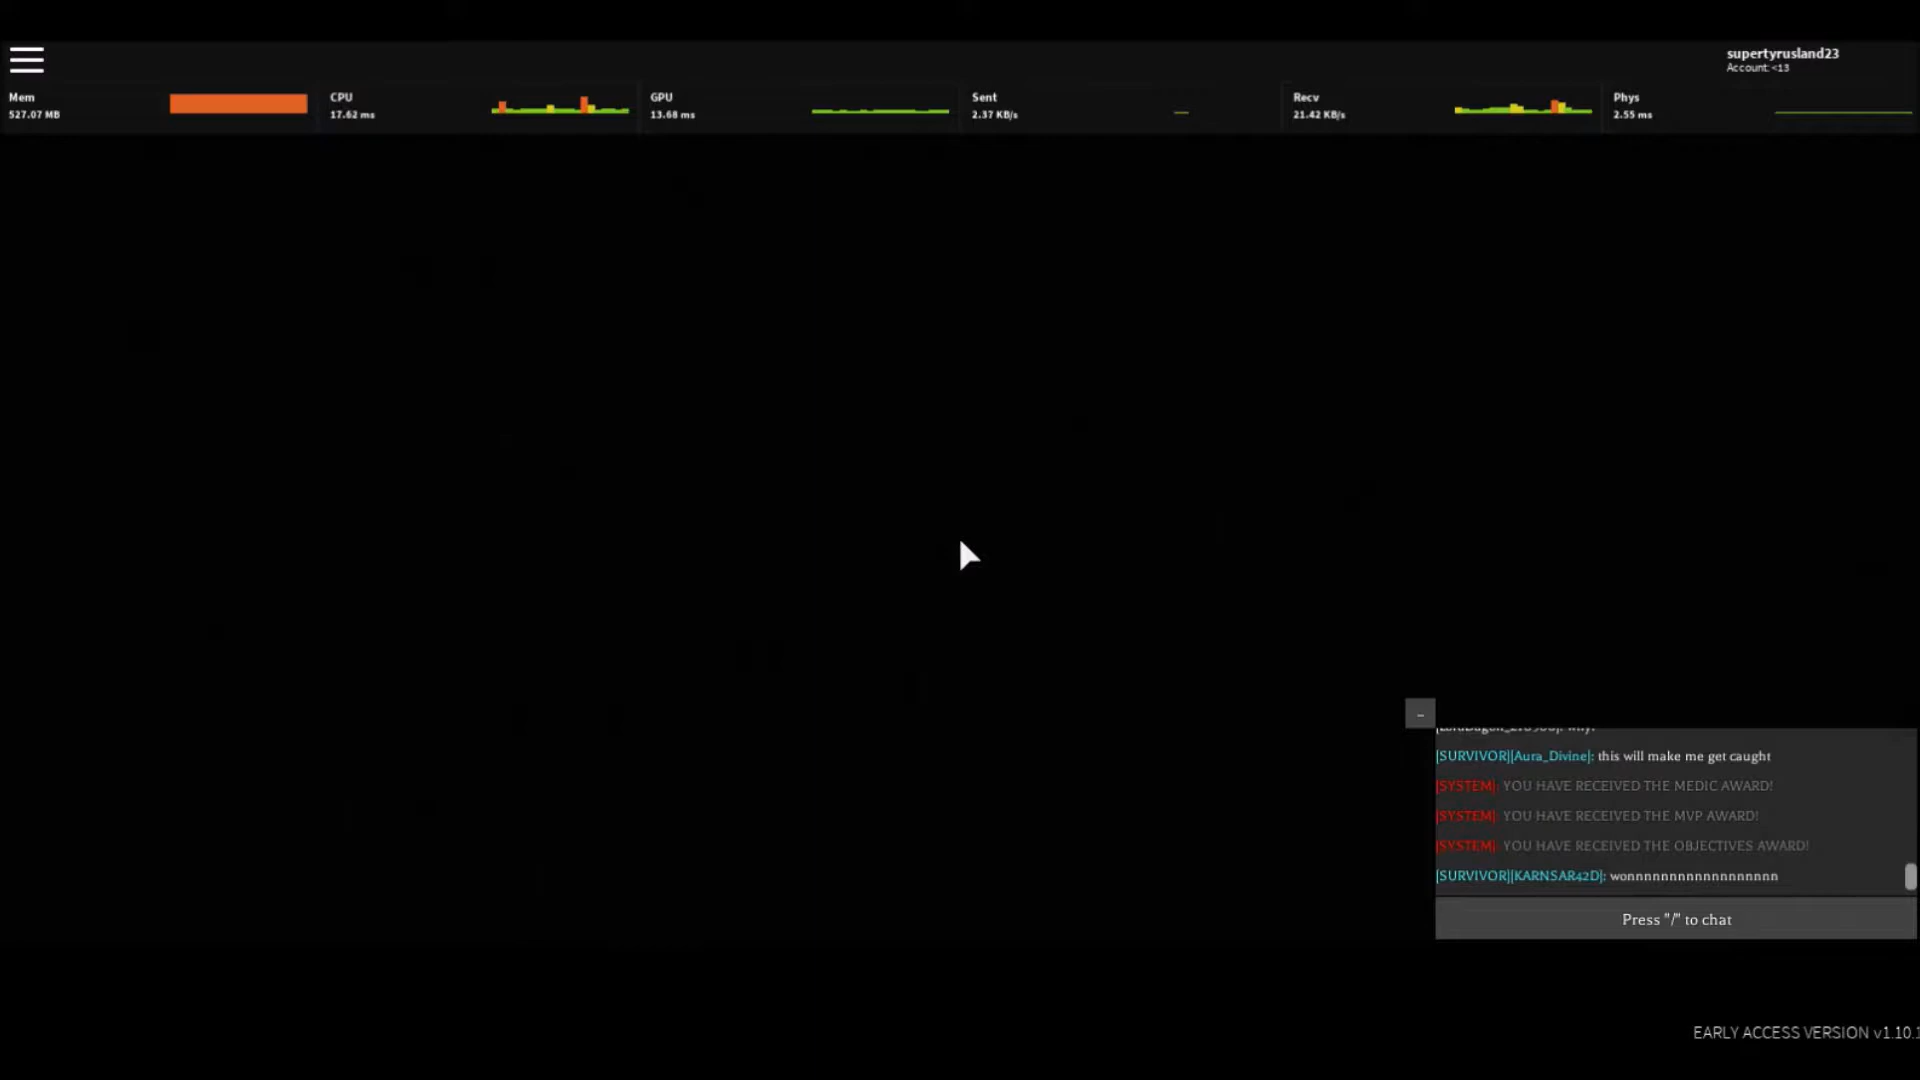 supertyrusland23
Account: <13
Mem
527.07 MB
CPU
17.62 ms
GPU
13.68 ms
Sent
2.37 KB/s
Recv
21.42 KB/s
Phys
2.55 ms
-
why?
[SURVIVOR][Aura_Divine]: this will make me get caught
[SYSTEM]: YOU HAVE RECEIVED THE MEDIC AWARD!
[SYSTEM]: YOU HAVE RECEIVED THE MVP AWARD!
[SYSTEM]: YOU HAVE RECEIVED THE OBJECTIVES AWARD!
[SURVIVOR][KARNSAR42D]: wonnnnnnnnnnnnnnnnnnn
Press "/" to chat
EARLY ACCESS VERSION v1.10.1